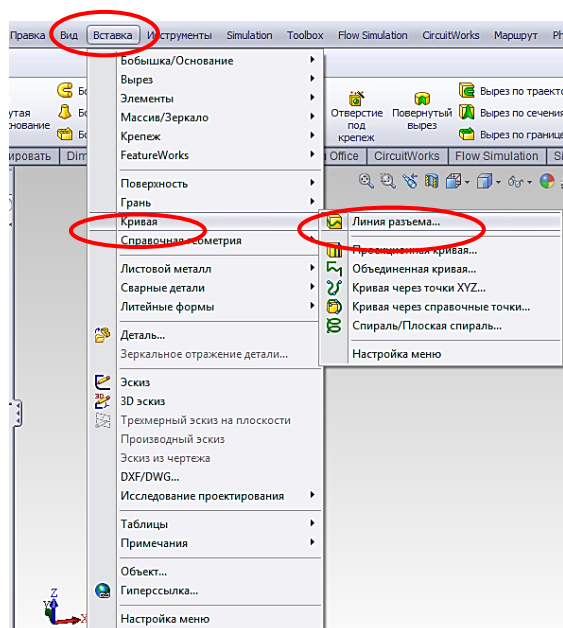 Правка Вид Вставка Инструменты Simulation Toolbox Flow Simulation CircuitWorks Маршрут
Бобышка/Основание
Вырез
Элементы
Массив/Зеркало
Крепеж
FeatureWorks
Поверхность
Грань
Кривая
Справочная геометрия
Листовой металл
Сварные детали
Литейные формы
Деталь...
Зеркальное отражение детали...
Эскиз
3D эскиз
Трехмерный эскиз на плоскости
Производный эскиз
Эскиз из чертежа
DXF/DWG...
Исследование проектирования
Таблицы
Примечания
Объект...
Гиперссылка...
Настройка меню
Отверстие под крепеж
Повернутый вырез
Вырез по траекто
Вырез по сечени
Вырез по границе
Office CircuitWorks Flow Simulation
Линия разъема...
Проекционная кривая...
Объединенная кривая...
Кривая через точки XYZ...
Кривая через справочные точки...
Спираль/Плоская спираль...
Настройка меню
3D
Z
Y
X